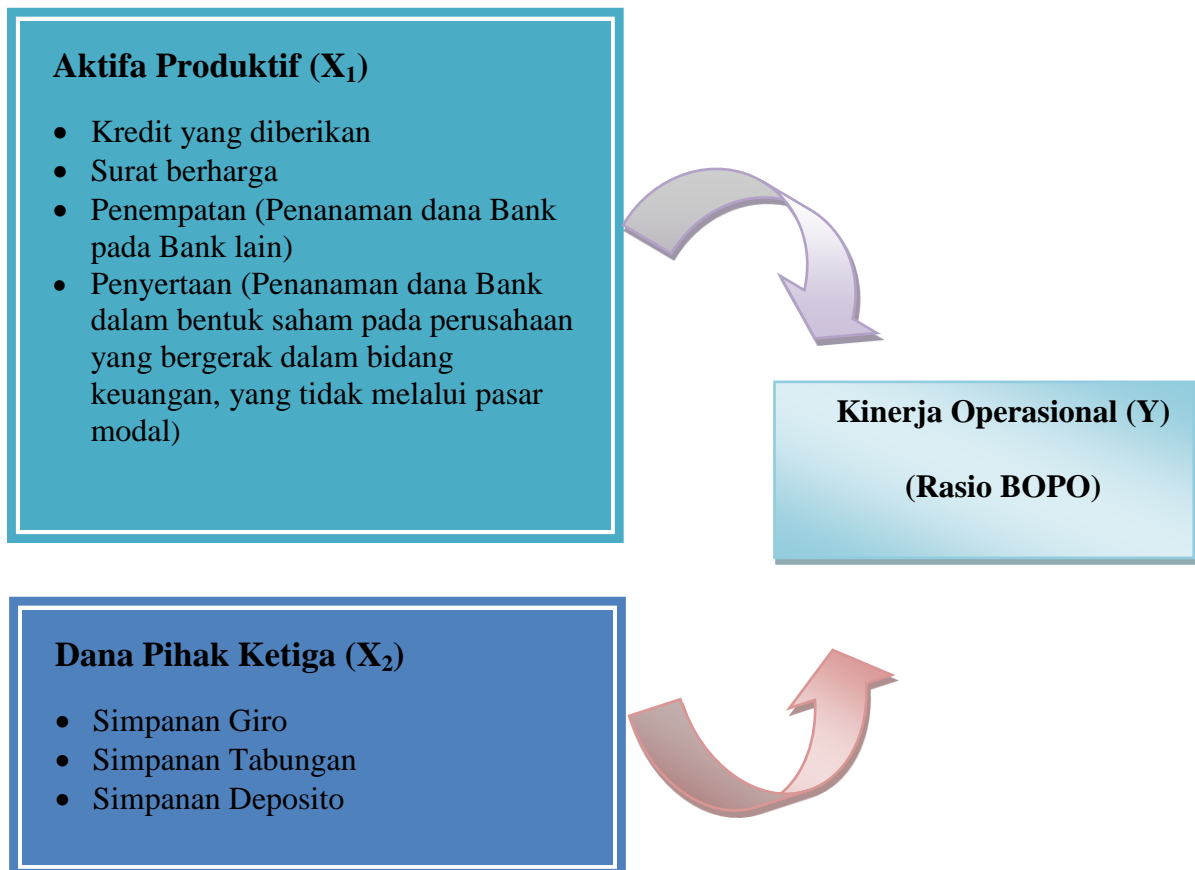 Aktifa Produktif (X₁)
• Kredit yang diberikan
• Surat berharga
• Penempatan (Penanaman dana Bank
pada Bank lain)
• Penyertaan (Penanaman dana Bank
dalam bentuk saham pada perusahaan
yang bergerak dalam bidang
keuangan, yang tidak melalui pasar
modal)
Kinerja Operasional (Y)
(Rasio BOPO)
Dana Pihak Ketiga (X₂)
• Simpanan Giro
• Simpanan Tabungan
• Simpanan Deposito